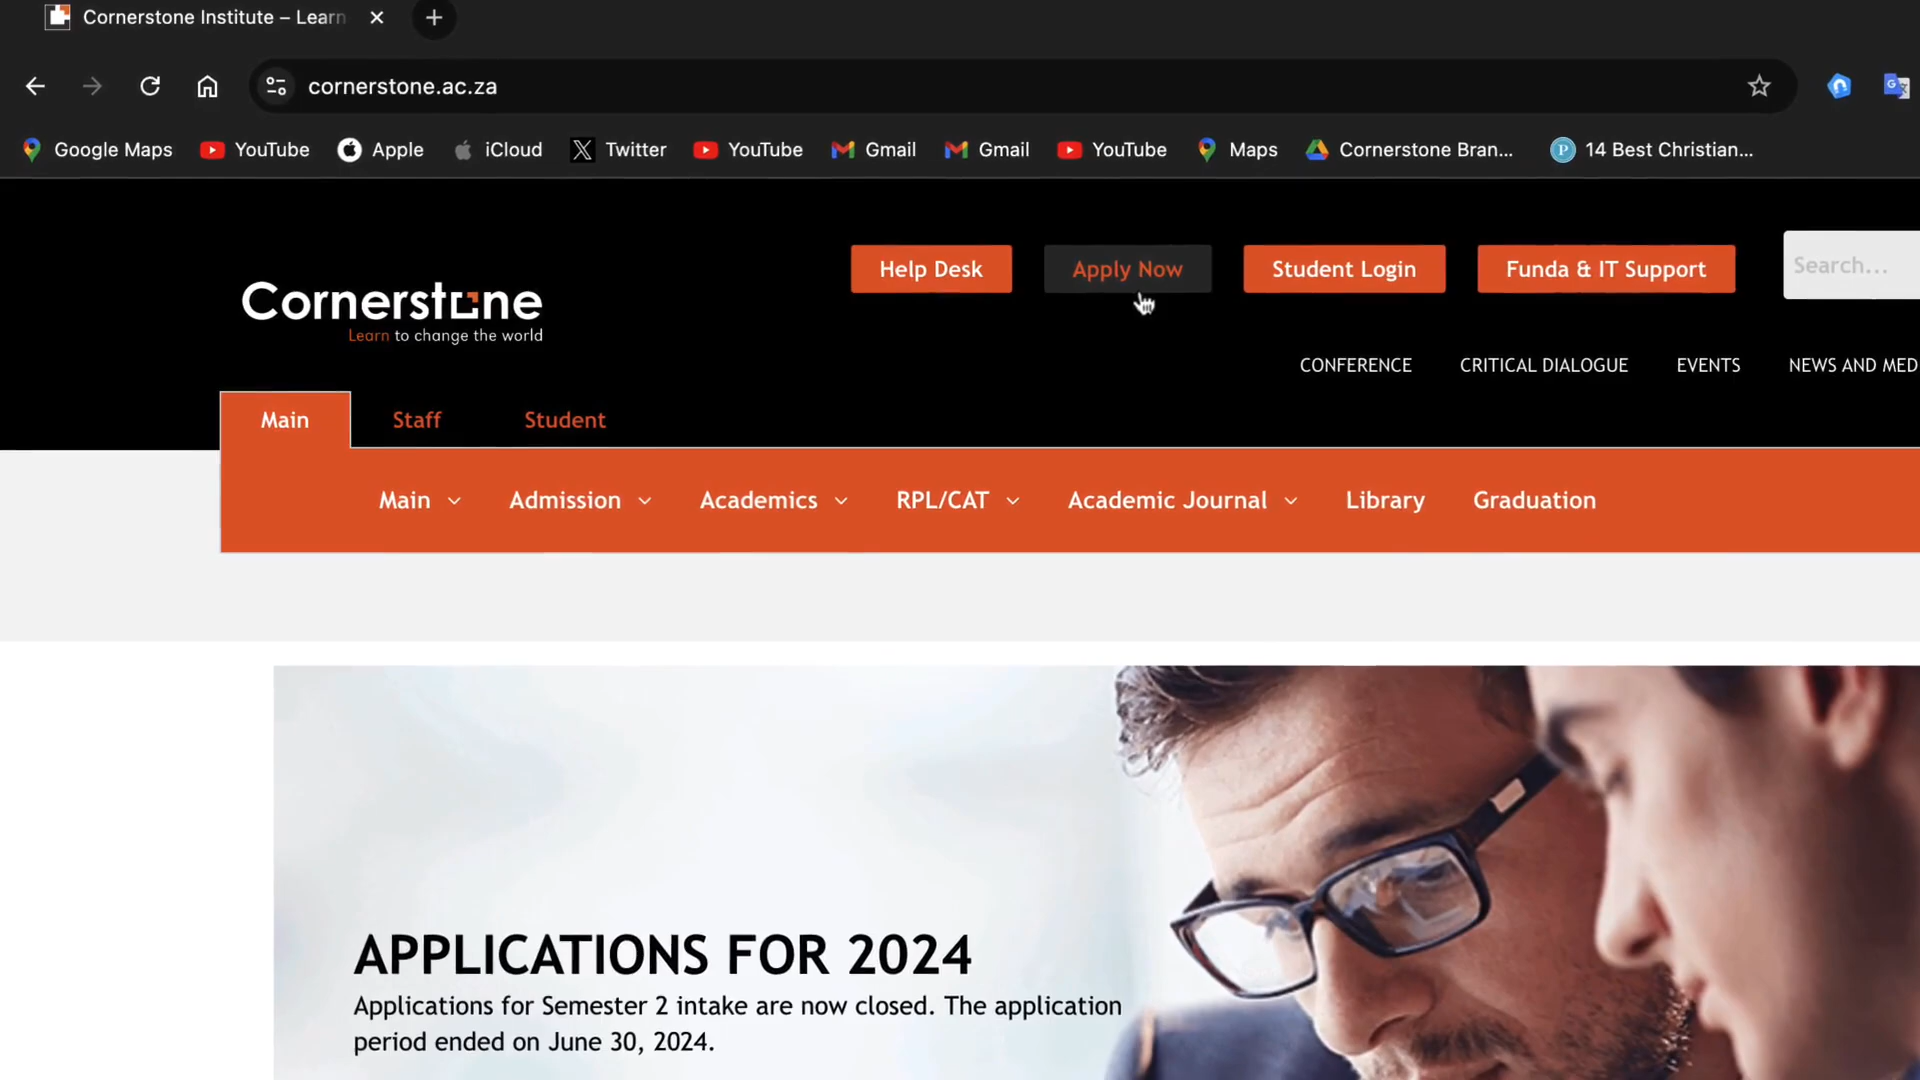 Cornerstone Institute – Learn
cornerstone.ac.za
Google Maps YouTube Apple iCloud Twitter YouTube Gmail Gmail YouTube Maps Cornerstone Bran... 14 Best Christian...
Help Desk Apply Now Student Login Funda & IT Support Search...
Cornerstone
Learn to change the world
CONFERENCE CRITICAL DIALOGUE EVENTS NEWS AND MED
Main Staff Student
Main Admission Academics RPL/CAT Academic Journal Library Graduation
APPLICATIONS FOR 2024
Applications for Semester 2 intake are now closed. The application
period ended on June 30, 2024.